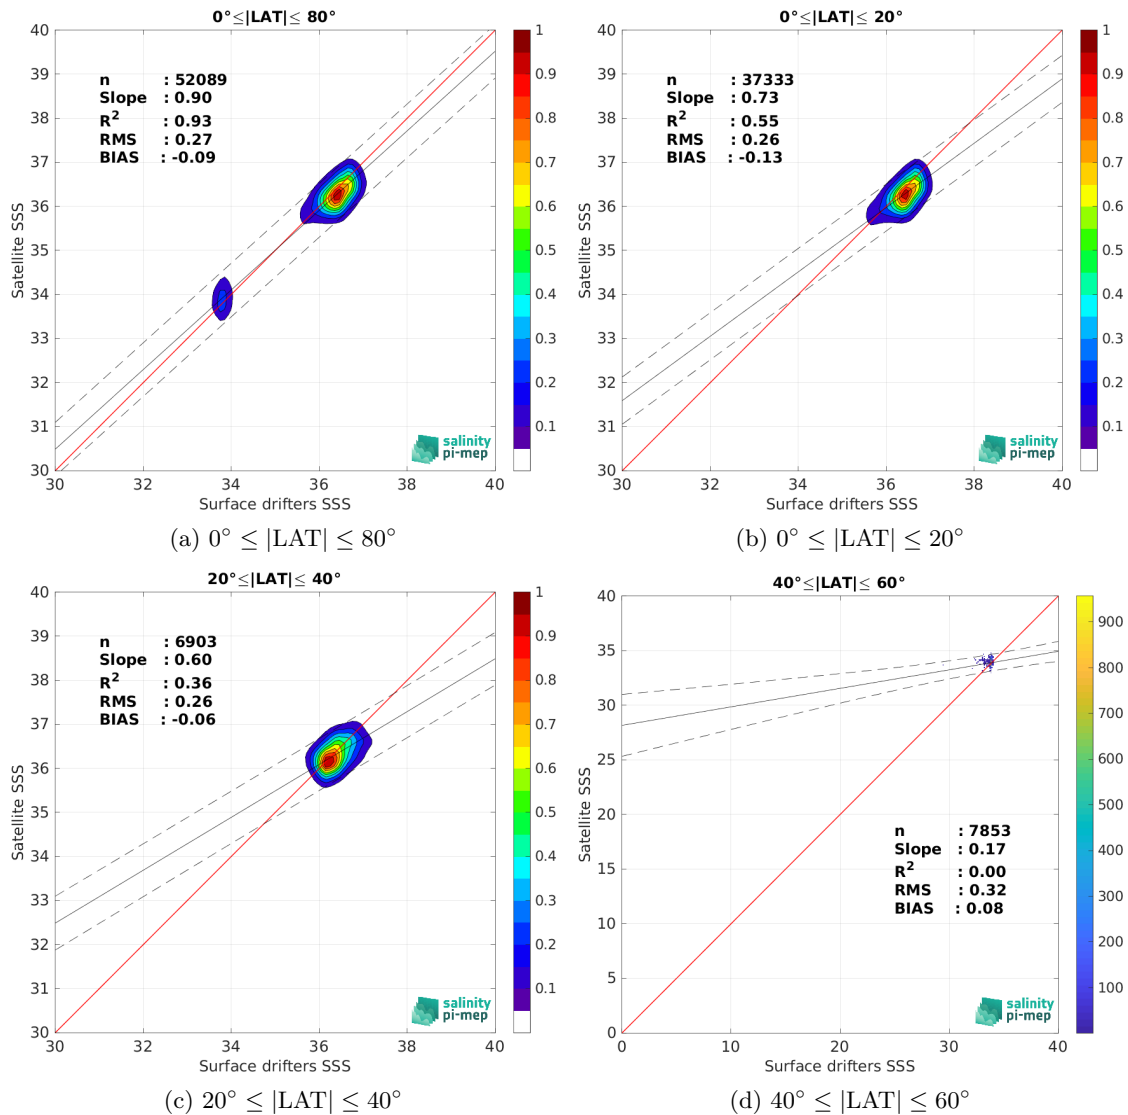 0°≤|LAT|≤ 80°
40
39
38
37
36
35
34
33
32
31
30
30 32 34 36 38 40
Satellite SSS
Surface drifters SSS
n : 52089
Slope : 0.90
R² : 0.93
RMS : 0.27
BIAS : -0.09
1
0.9
0.8
0.7
0.6
0.5
0.4
0.3
0.2
0.1
salinity
pi-mep
(a) 0° ≤ |LAT| ≤ 80°
0°≤|LAT|≤ 20°
40
39
38
37
36
35
34
33
32
31
30
30 32 34 36 38 40
Satellite SSS
Surface drifters SSS
n : 37333
Slope : 0.73
R² : 0.55
RMS : 0.26
BIAS : -0.13
1
0.9
0.8
0.7
0.6
0.5
0.4
0.3
0.2
0.1
salinity
pi-mep
(b) 0° ≤ |LAT| ≤ 20°
20°≤|LAT|≤ 40°
40
39
38
37
36
35
34
33
32
31
30
30 32 34 36 38 40
Satellite SSS
Surface drifters SSS
n : 6903
Slope : 0.60
R² : 0.36
RMS : 0.26
BIAS : -0.06
1
0.9
0.8
0.7
0.6
0.5
0.4
0.3
0.2
0.1
salinity
pi-mep
(c) 20° ≤ |LAT| ≤ 40°
40°≤|LAT|≤ 60°
40
35
30
25
20
15
10
5
0
0 10 20 30 40
Satellite SSS
Surface drifters SSS
n : 7853
Slope : 0.17
R² : 0.00
RMS : 0.32
BIAS : 0.08
900
800
700
600
500
400
300
200
100
salinity
pi-mep
(d) 40° ≤ |LAT| ≤ 60°